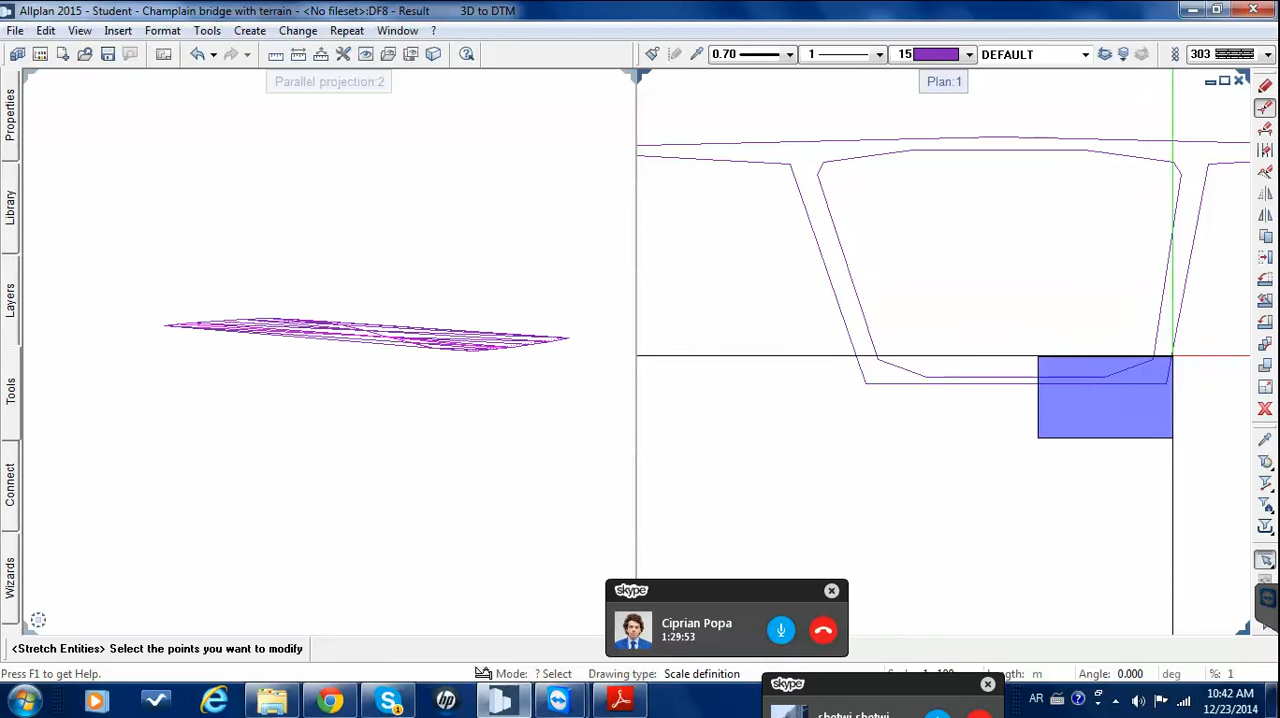 Allplan 2015 - Student - Champlain bridge with terrain - <No fileset>:DF8 - Result 3D to DTM
File Edit View Insert Format Tools Create Change Repeat Window ?
0.70 1 15 DEFAULT 303
Properties
Library
Layers
Tools
Connect
Wizards
Parallel projection:2
Plan:1
skype
Ciprian Popa
1:29:53
<Stretch Entities> Select the points you want to modify
Press F1 to get Help. Mode: ? Select Drawing type: Scale definition m Angle: 0.000 %: 1
skype
AR
10:42 AM
12/23/2014